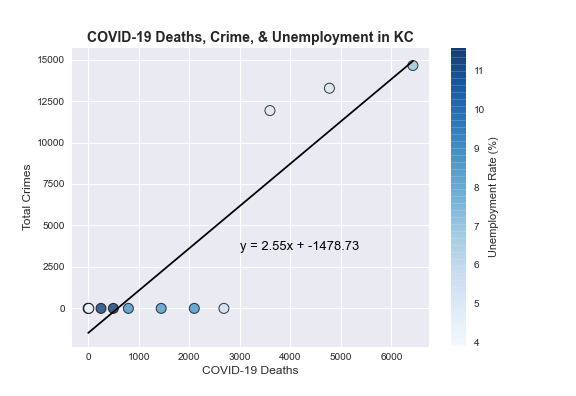 COVID-19 Deaths, Crime, & Unemployment in KC
15000
12500
10000
7500
5000
2500
0
Total Crimes
y = 2.55x + -1478.73
0 1000 2000 3000 4000 5000 6000
COVID-19 Deaths
11
10
9
8
7
6
5
4
Unemployment Rate (%)